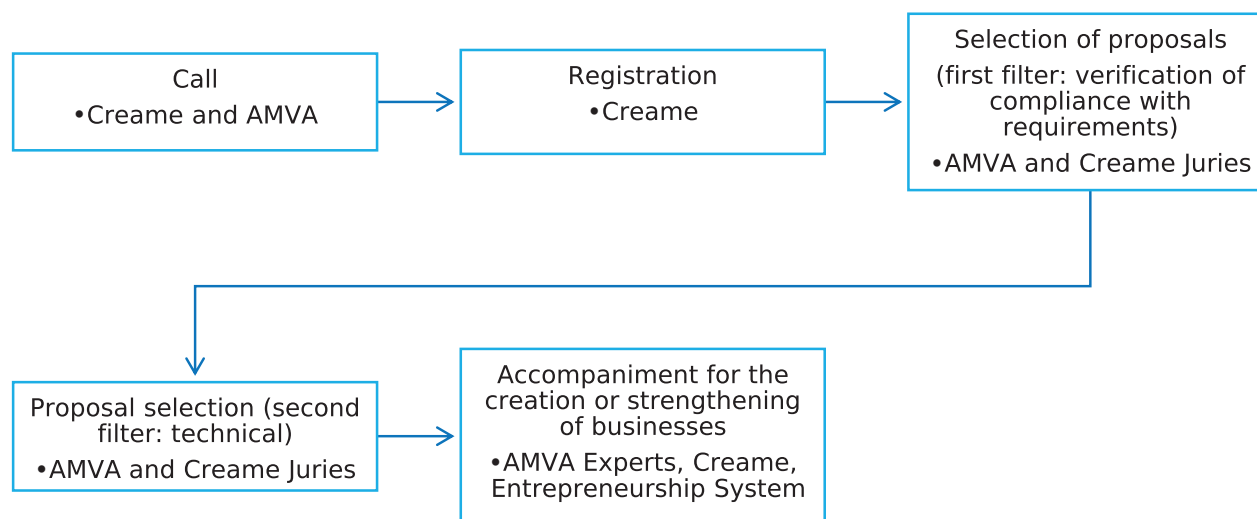 Call
•Creame and AMVA
Registration
•Creame
Selection of proposals
(first filter: verification of
compliance with
requirements)
•AMVA and Creame Juries
Proposal selection (second
filter: technical)
•AMVA and Creame Juries
Accompaniment for the
creation or strengthening
of businesses
•AMVA Experts, Creame,
Entrepreneurship System